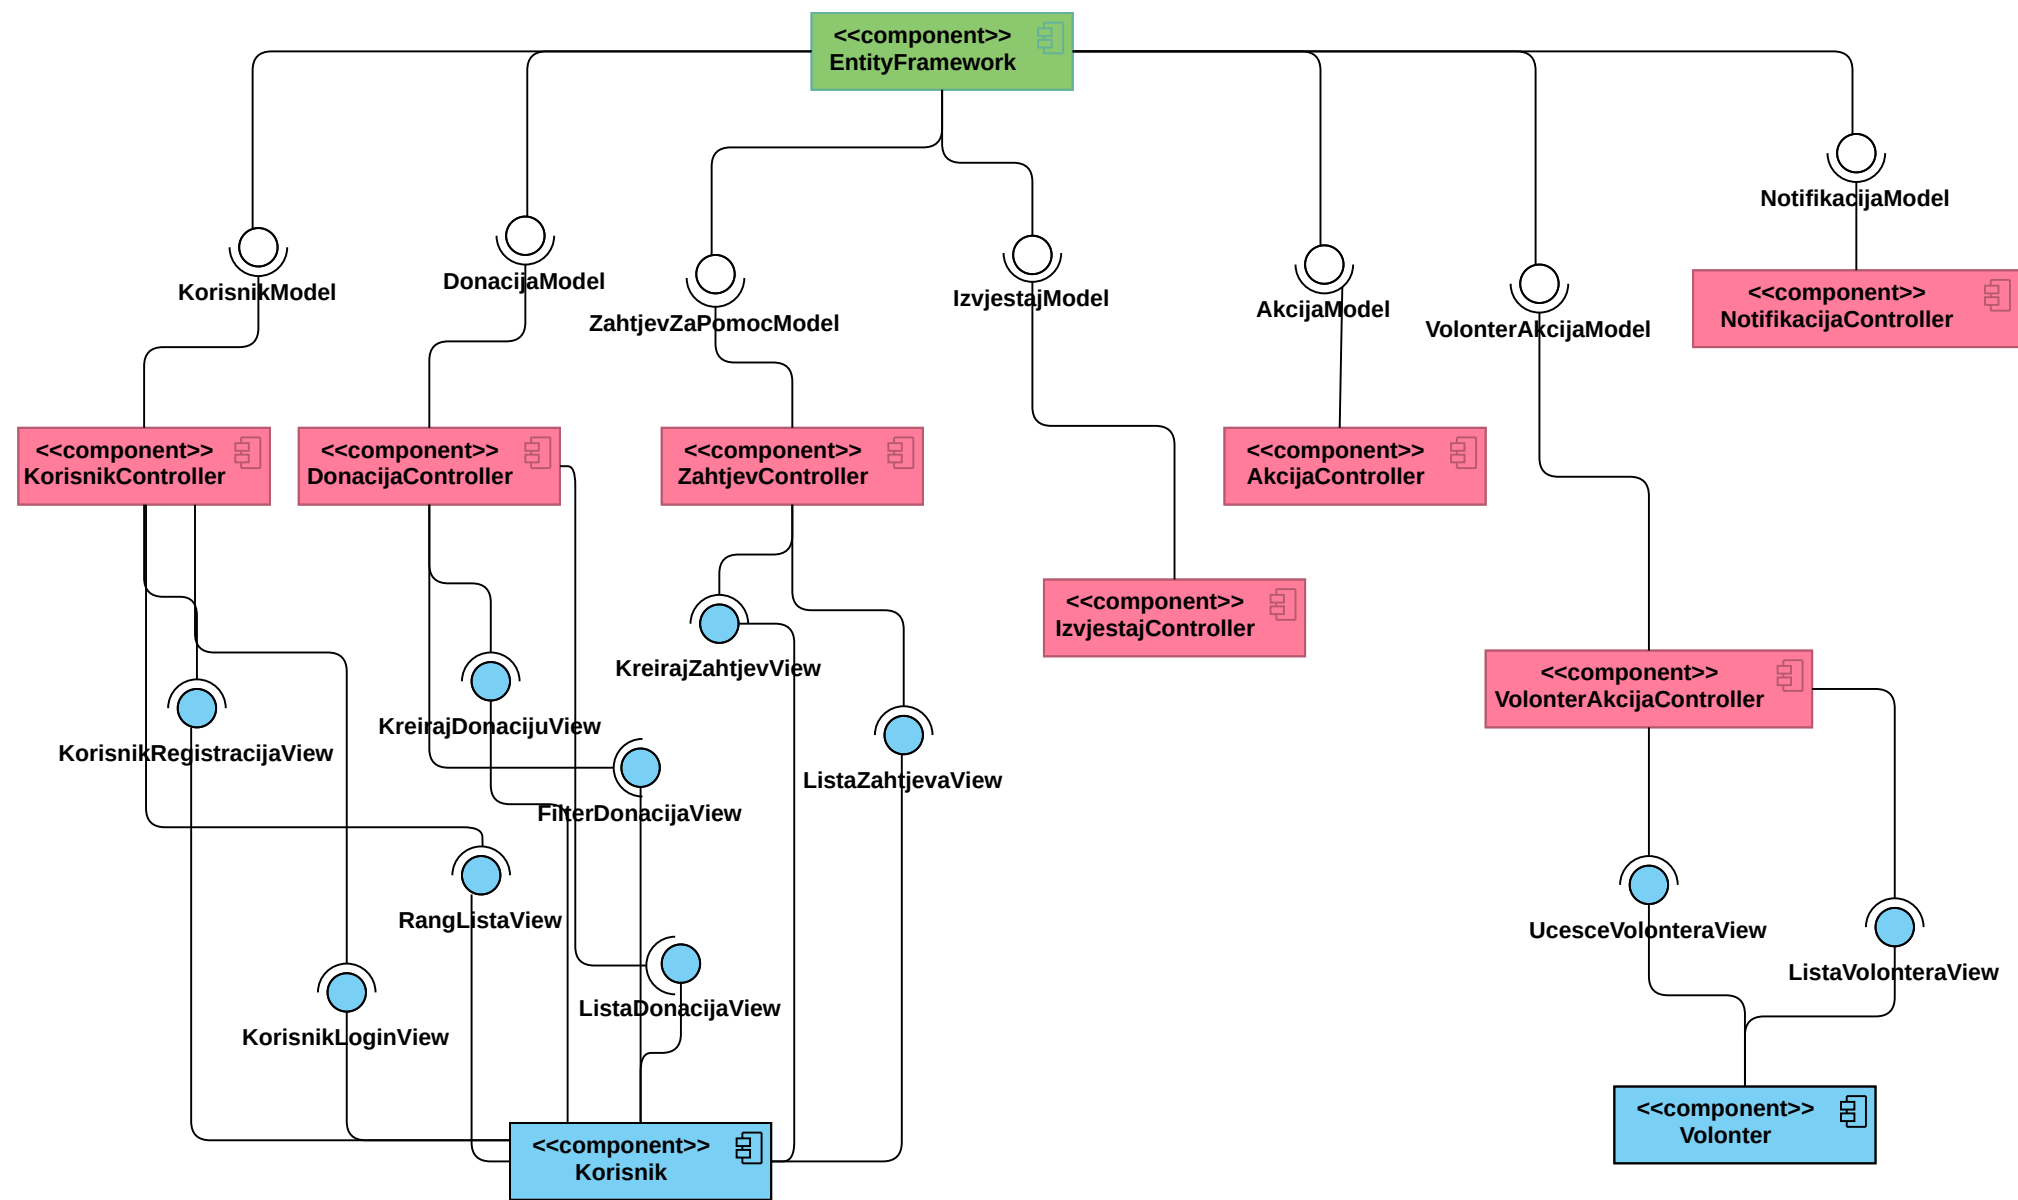 <<component>>
EntityFramework
NotifikacijaModel
DonacijaModel
KorisnikModel
IzvjestajModel
AkcijaModel
ZahtjevZaPomocModel
VolonterAkcijaModel
<<component>>
NotifikacijaController
<<component>>
KorisnikController
<<component>>
DonacijaController
<<component>>
ZahtjevController
<<component>>
AkcijaController
<<component>>
IzvjestajController
<<component>>
VolonterAkcijaController
KreirajZahtjevView
KreirajDonacijuView
KorisnikRegistracijaView
ListaZahtjevaView
FilterDonacijaView
RangListaView
UcesceVolonteraView
ListaVolonteraView
ListaDonacijaView
KorisnikLoginView
<<component>>
Volonter
<<component>>
Korisnik